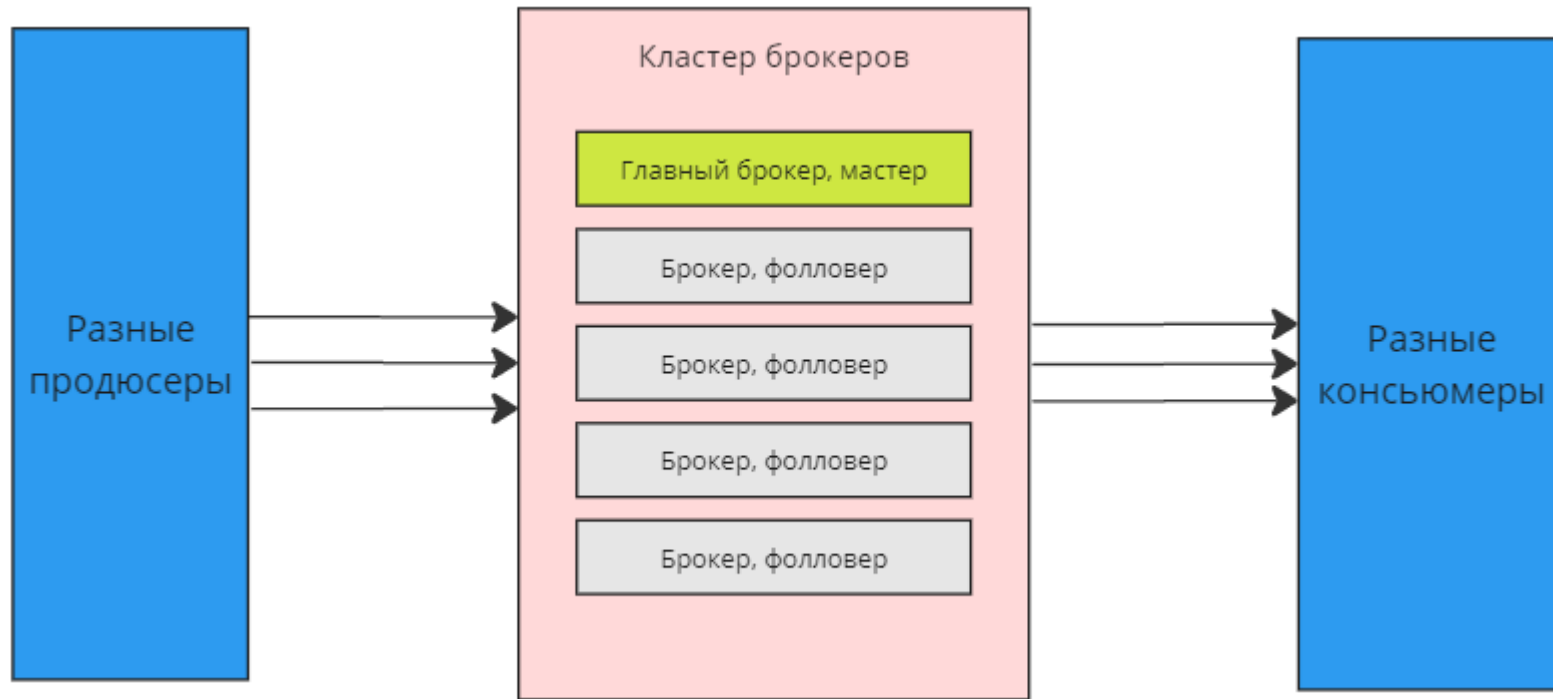 Разные
продюсеры
Кластер брокеров
Главный брокер, мастер
Брокер, фолловер
Брокер, фолловер
Брокер, фолловер
Брокер, фолловер
Разные
консьюмеры